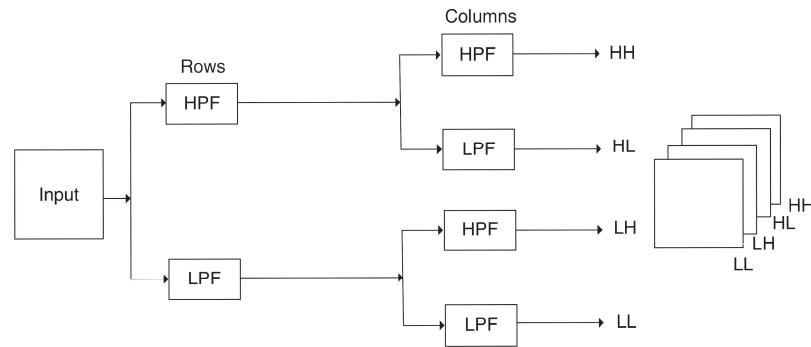 Columns
HPF
HH
Rows
HPF
LPF
HL
Input
HPF
LH
LPF
LPF
LL
HH
HL
LH
LL